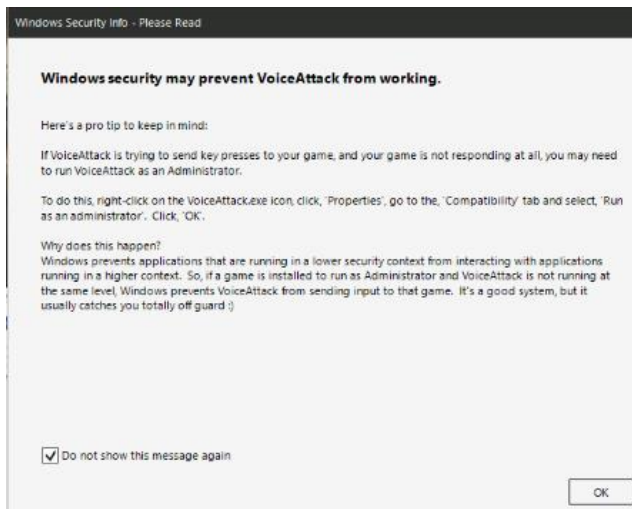 Windows Security Info - Please Read
Windows security may prevent VoiceAttack from working.
Here's a pro tip to keep in mind:
If VoiceAttack is trying to send key presses to your game, and your game is not responding at all, you may need
to run VoiceAttack as an Administrator.
To do this, right-click on the VoiceAttack.exe icon, click, 'Properties', go to the, 'Compatibility' tab and select, 'Run
as an administrator'. Click, 'OK'.
Why does this happen?
Windows prevents applications that are running in a lower security context from interacting with applications
running in a higher context. So, if a game is installed to run as Administrator and VoiceAttack is not running at
the same level, Windows prevents VoiceAttack from sending input to that game. It's a good system, but it
usually catches you totally off guard :)
Do not show this message again
OK